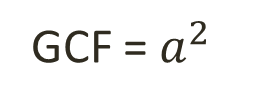 GCF = a²